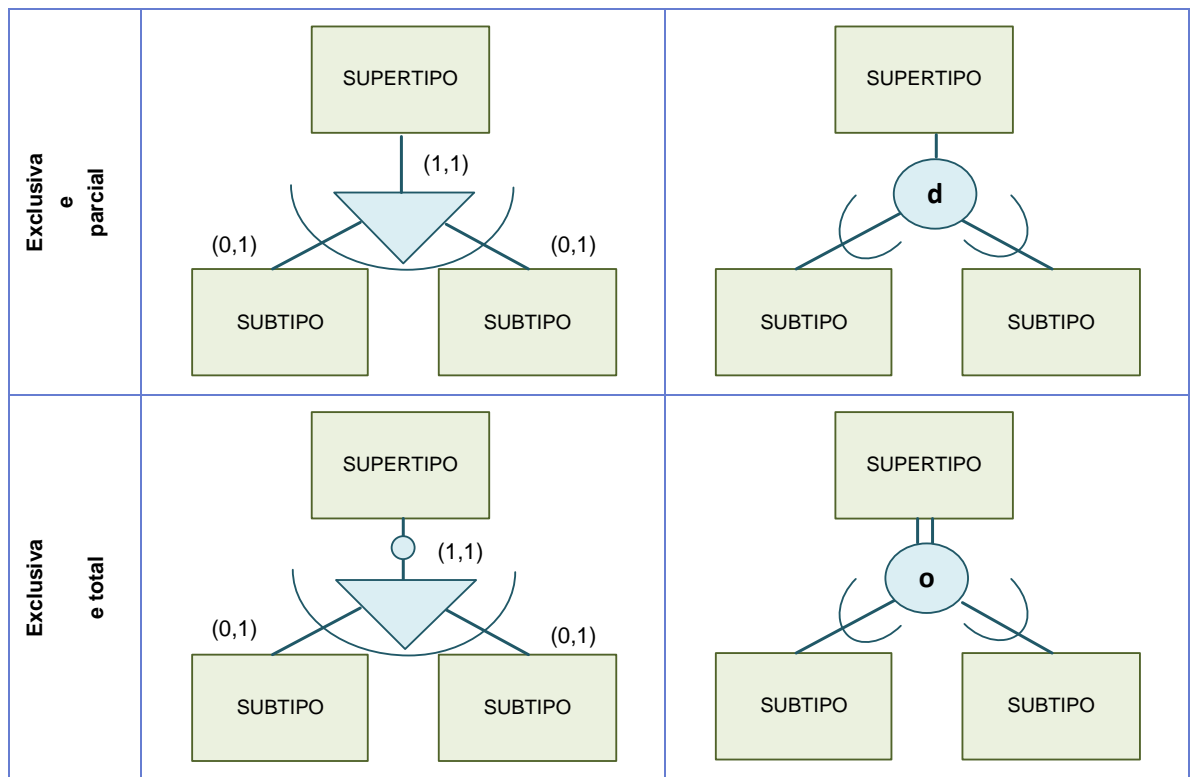 Exclusiva
e
parcial
SUPERTIPO
(1,1)
(0,1)
(0,1)
SUBTIPO
SUBTIPO
SUPERTIPO
d
SUBTIPO
SUBTIPO
Exclusiva
e total
SUPERTIPO
(1,1)
(0,1)
(0,1)
SUBTIPO
SUBTIPO
SUPERTIPO
o
SUBTIPO
SUBTIPO